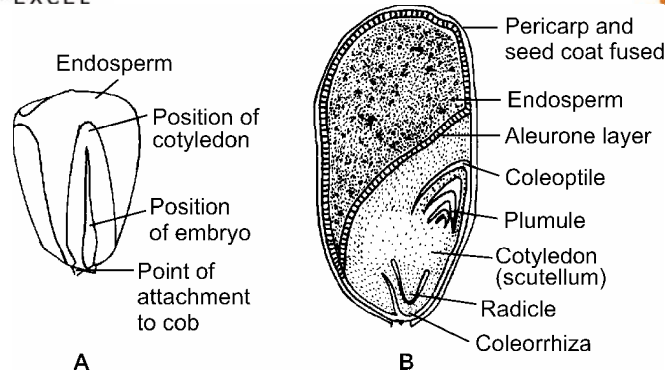 EXCEL
Endosperm
Position of
cotyledon
Position
of embryo
Point of
attachment
to cob
A
Pericarp and
seed coat fused
Endosperm
Aleurone layer
Coleoptile
Plumule
Cotyledon
(scutellum)
Radicle
Coleorrhiza
B